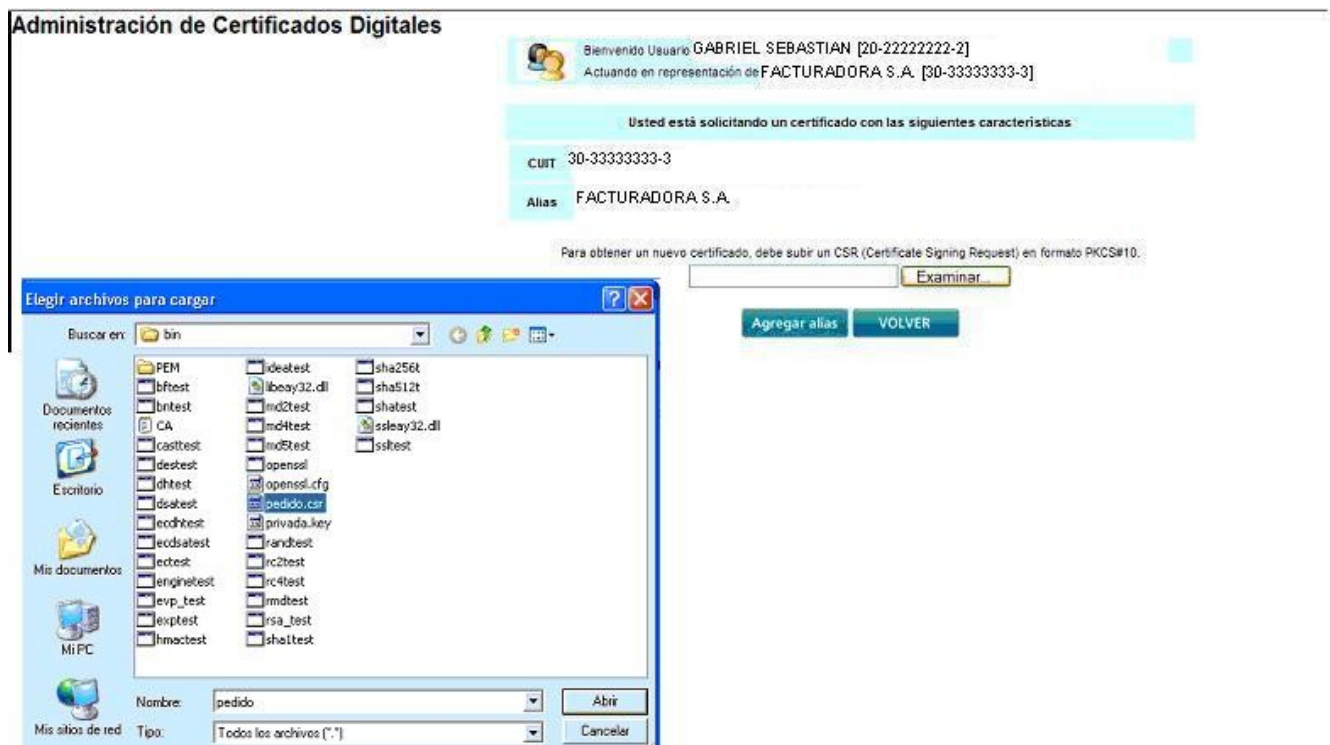 Administración de Certificados Digitales
Bienvenido Usuario GABRIEL SEBASTIAN [20-22222222-2]
Actuando en representación de FACTURADORA S.A. [30-33333333-3]
Usted está solicitando un certificado con las siguientes características
CUIT 30-33333333-3
Alias FACTURADORA S.A.
Para obtener un nuevo certificado, debe subir un CSR (Certificate Signing Request) en formato PKCS#10.
Examinar...
Agregar alias VOLVER
Elegir archivos para cargar
Buscar en: bin
Documentos recientes
Escritorio
Mis documentos
Mi PC
Mis sitios de red
PEM
bftest
bntest
CA
casttest
destest
dhtest
dsatest
ecdhtest
ecdsatest
ectest
enginetest
evp_test
exptest
hmactest
ideatest
libeay32.dll
md2test
md4test
md5test
openssl
openssl.cfg
pedido.csr
privada.key
randtest
rc2test
rc4test
rmdtest
rsa_test
sha1test
sha256t
sha512t
shatest
ssleay32.dll
ssltest
Nombre: pedido Abrir
Tipo: Todos los archivos (".") Cancelar